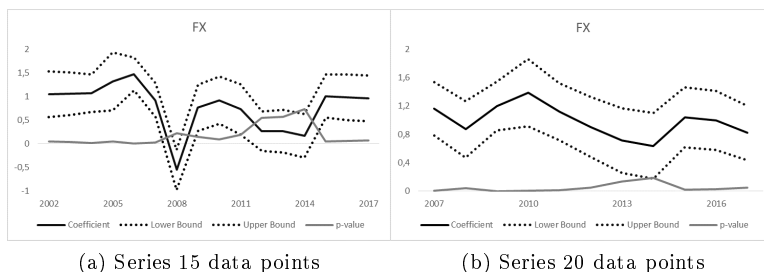 FX
2
1,5
1
0,5
0
-0,5
-1
2002 2005 2008 2011 2014 2017
Coefficient Lower Bound Upper Bound p-value
(a) Series 15 data points
FX
2
1,6
1,2
0,8
0,4
0
2007 2010 2013 2016
Coefficient Lower Bound Upper Bound p-value
(b) Series 20 data points